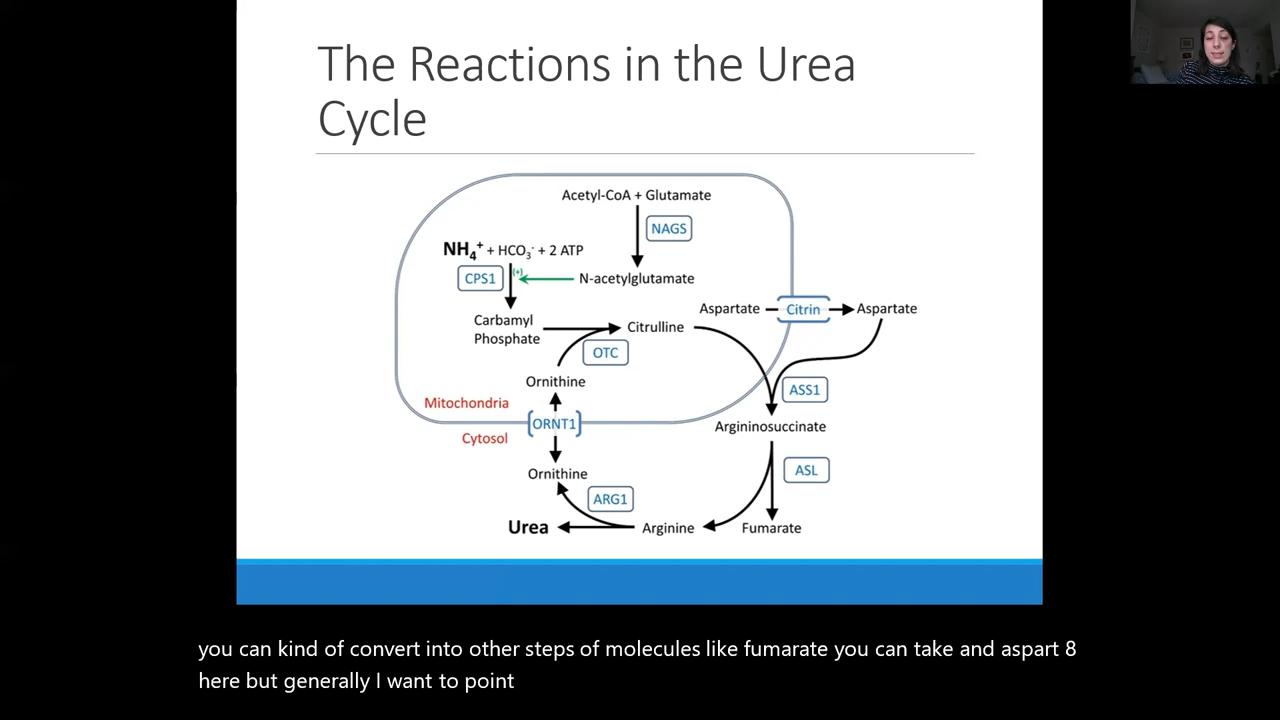 The Reactions in the Urea
Cycle
Acetyl-CoA + Glutamate
NAGS
NH₄⁺ + HCO₃⁻ + 2 ATP
CPS1
(+)
N-acetylglutamate
Aspartate
Citrin
Aspartate
Carbamyl
Phosphate
Citrulline
OTC
Ornithine
ASS1
Mitochondria
ORNT1
Argininosuccinate
Cytosol
Ornithine
ASL
ARG1
Urea
Arginine
Fumarate
you can kind of convert into other steps of molecules like fumarate you can take and aspart 8
here but generally I want to point